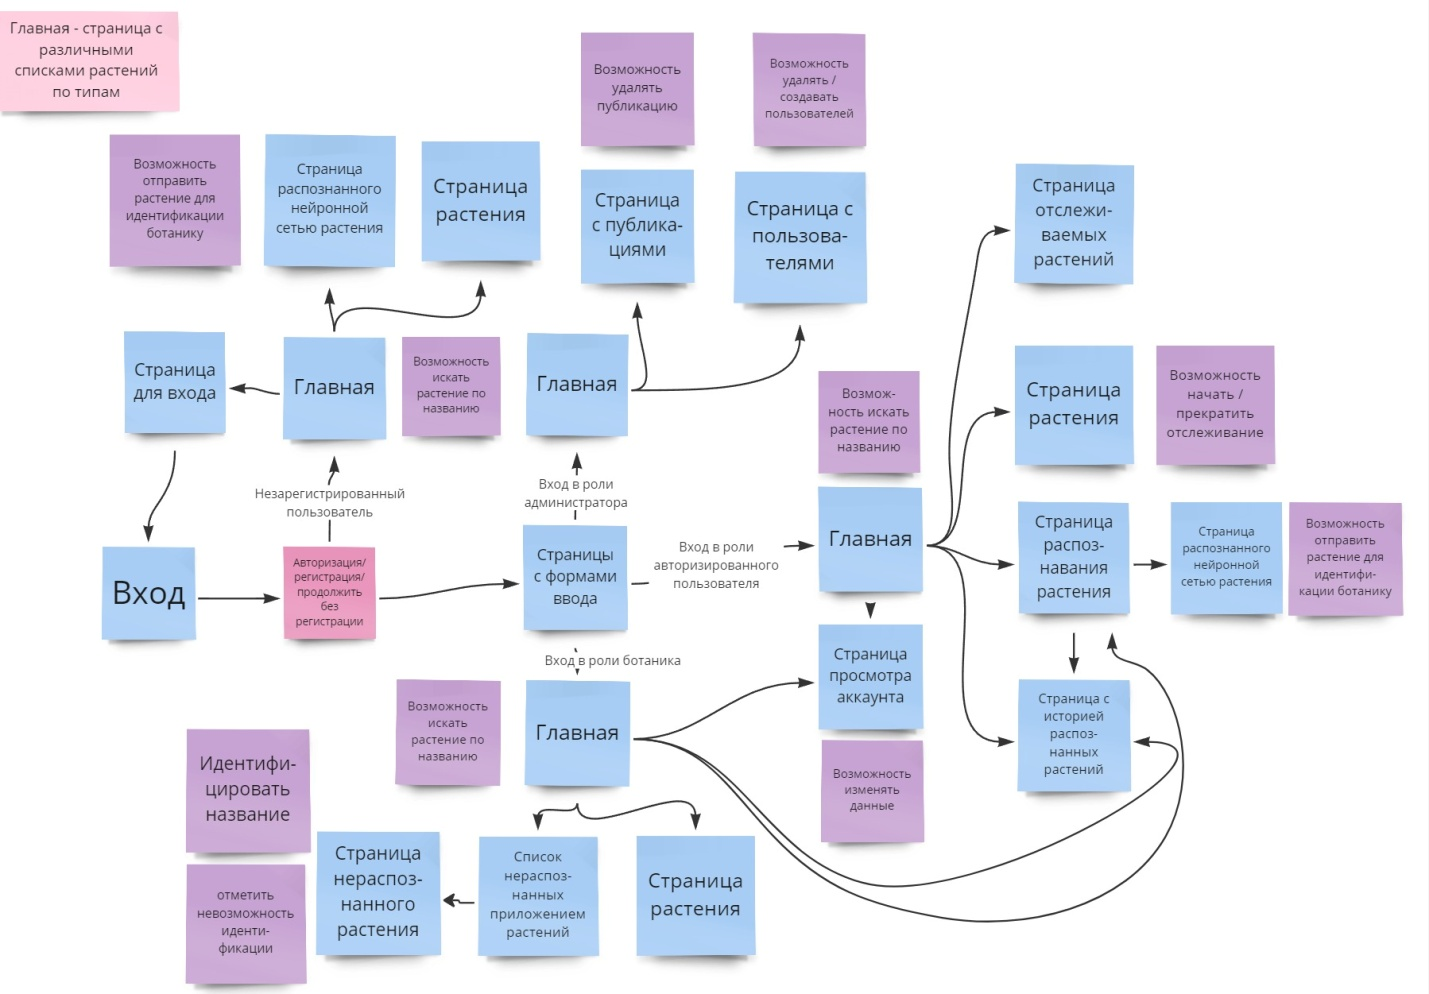 Главная - страница с
различными
списками растений
по типам
Возможность
удалять
публикацию
Возможность
удалять /
создавать
пользователей
Возможность
отправить
растение для
идентификации
ботанику
Страница
распознанного
нейронной
сетью растения
Страница
растения
Страница
с публика-
циями
Страница с
пользова-
телями
Страница
отслежи-
ваемых
растений
Страница
для входа
Главная
Возможность
искать
растение по
названию
Главная
Возмож-
ность искать
растение по
названию
Страница
растения
Возможность
начать /
прекратить
отслеживание
Незарегистрированный
пользователь
Вход в роли
администратора
Вход
Авторизация/
регистрация/
продолжить
без
регистрации
Страницы
с формами
ввода
Вход в роли
авторизированного
пользователя
Главная
Страница
распоз-
навания
растения
Страница
распознанного
нейронной
сетью растения
Возможность
отправить
растение для
идентифи-
кации ботанику
Вход в роли ботаника
Страница
просмотра
аккаунта
Страница с
историей
распоз-
нанных
растений
Возможность
искать
растение по
названию
Главная
Возможность
изменять
данные
Идентифи-
цировать
название
отметить
невозможность
иденти-
фикации
Страница
нераспоз-
нанного
растения
Список
нераспоз-
нанных
приложением
растений
Страница
растения